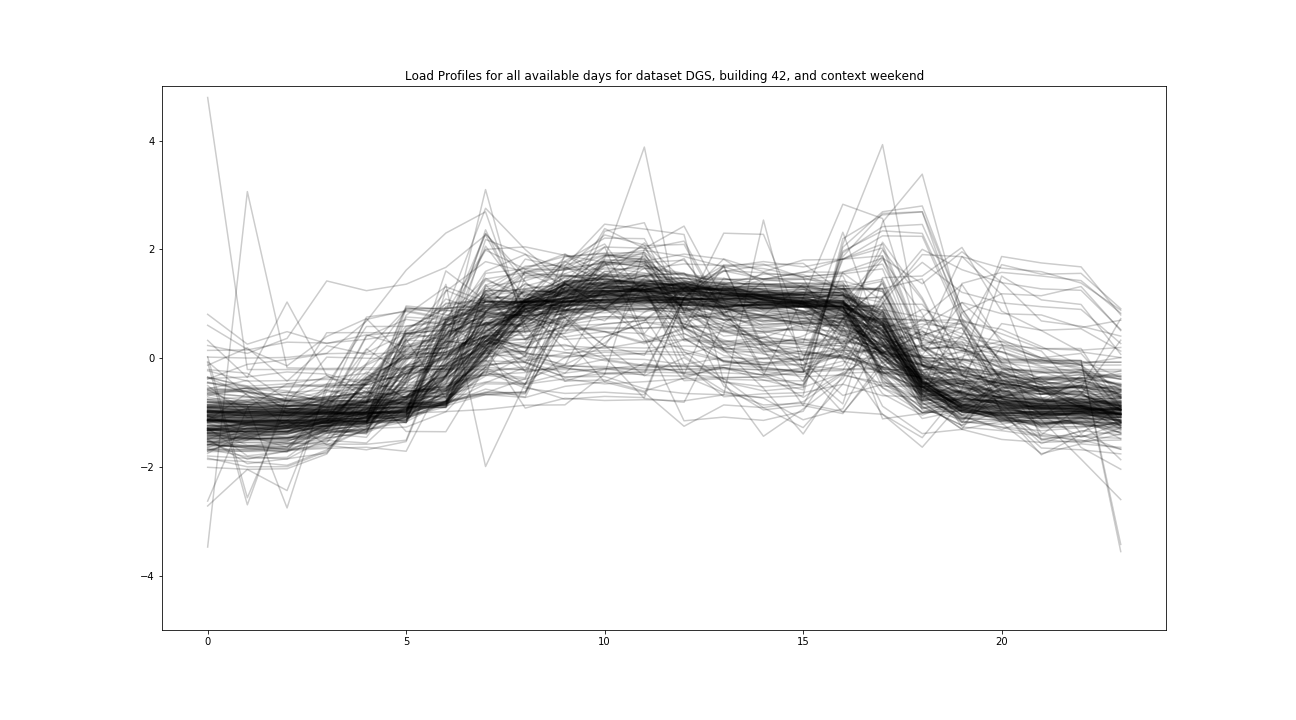 Load Profiles for all available days for dataset DGS, building 42, and context weekend
4
2
0
−2
−4
0 5 10 15 20